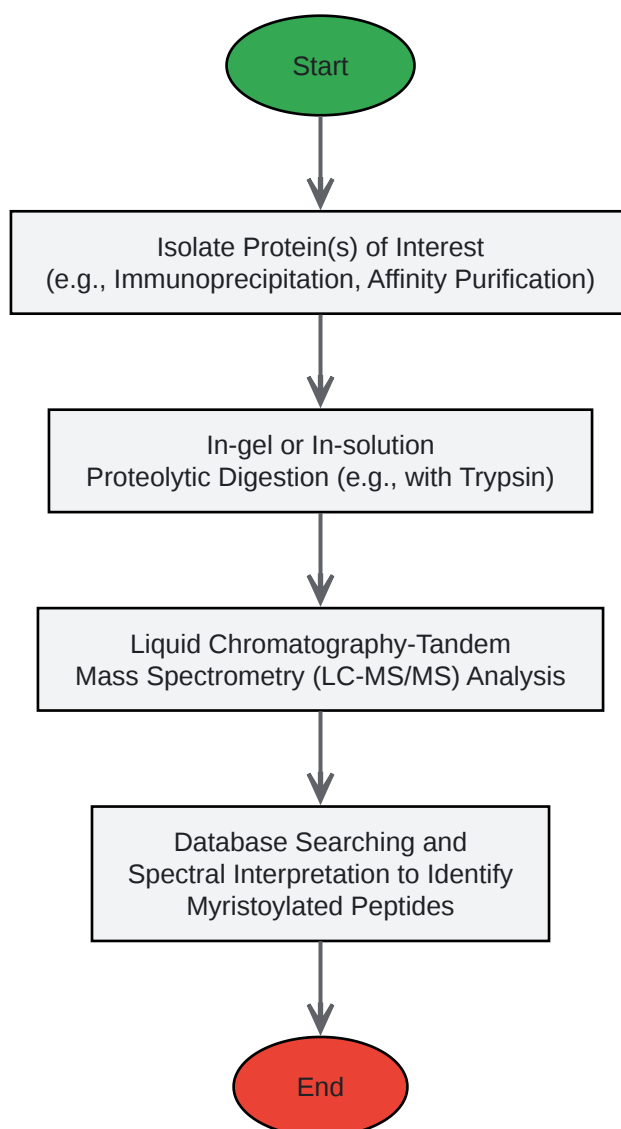 Start
Isolate Protein(s) of Interest
(e.g., Immunoprecipitation, Affinity Purification)
In-gel or In-solution
Proteolytic Digestion (e.g., with Trypsin)
Liquid Chromatography-Tandem
Mass Spectrometry (LC-MS/MS) Analysis
Database Searching and
Spectral Interpretation to Identify
Myristoylated Peptides
End